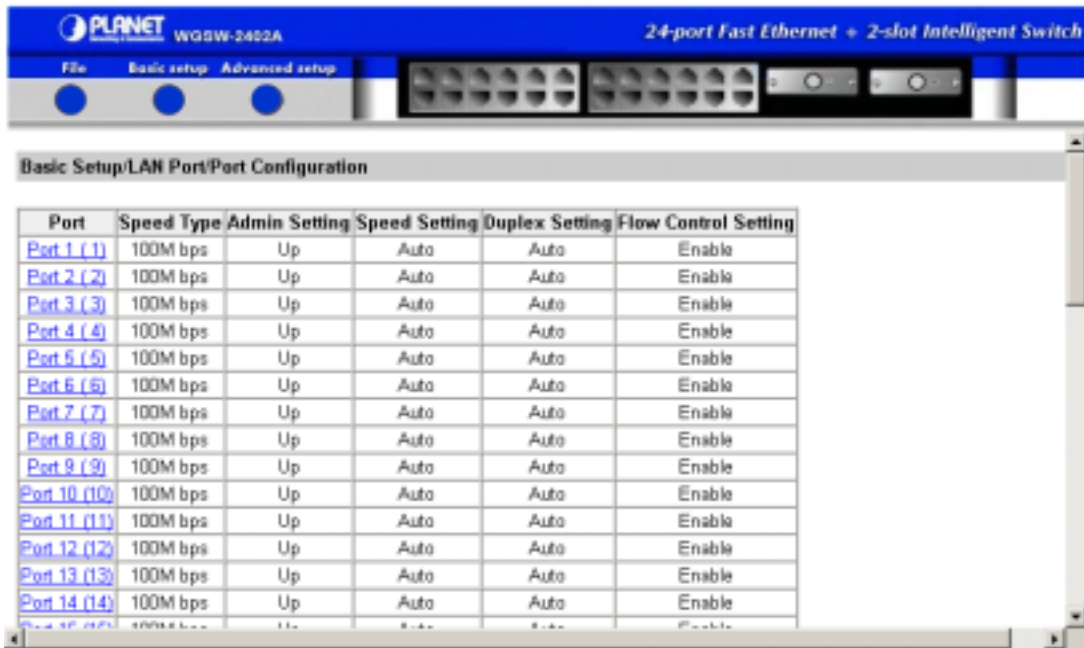 PLANET WGSW-2402A 24-port Fast Ethernet + 2-slot Intelligent Switch
File Basic setup Advanced setup
Basic Setup/LAN Port/Port Configuration
Port Speed Type Admin Setting Speed Setting Duplex Setting Flow Control Setting
Port 1 ( 1) 100M bps Up Auto Auto Enable
Port 2 ( 2) 100M bps Up Auto Auto Enable
Port 3 ( 3) 100M bps Up Auto Auto Enable
Port 4 ( 4) 100M bps Up Auto Auto Enable
Port 5 ( 5) 100M bps Up Auto Auto Enable
Port 6 ( 6) 100M bps Up Auto Auto Enable
Port 7 ( 7) 100M bps Up Auto Auto Enable
Port 8 ( 8) 100M bps Up Auto Auto Enable
Port 9 ( 9) 100M bps Up Auto Auto Enable
Port 10 (10) 100M bps Up Auto Auto Enable
Port 11 (11) 100M bps Up Auto Auto Enable
Port 12 (12) 100M bps Up Auto Auto Enable
Port 13 (13) 100M bps Up Auto Auto Enable
Port 14 (14) 100M bps Up Auto Auto Enable